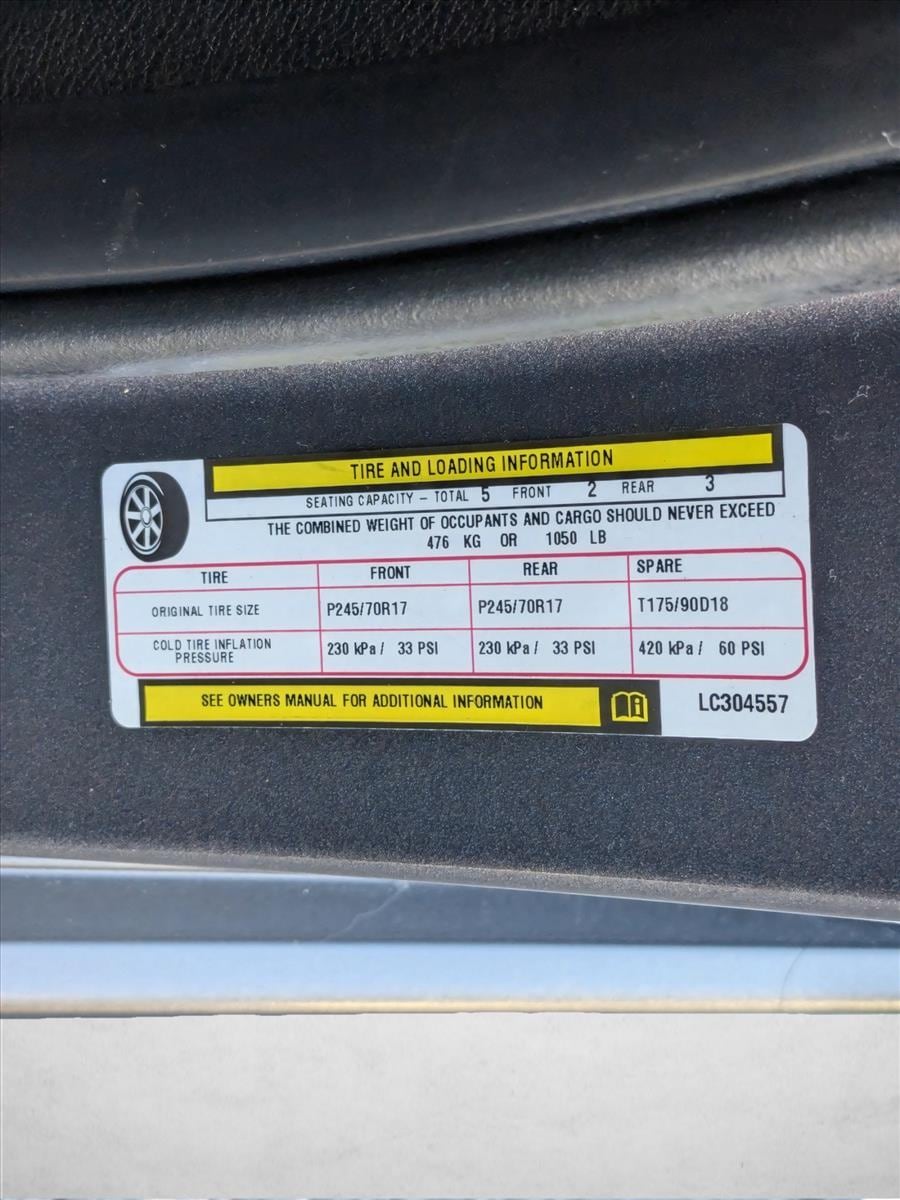 TIRE AND LOADING INFORMATION
SEATING CAPACITY – TOTAL 5 FRONT 2 REAR 3
THE COMBINED WEIGHT OF OCCUPANTS AND CARGO SHOULD NEVER EXCEED
476 KG OR 1050 LB
TIRE FRONT REAR SPARE
ORIGINAL TIRE SIZE P245/70R17 P245/70R17 T175/90D18
COLD TIRE INFLATION PRESSURE 230 kPa / 33 PSI 230 kPa / 33 PSI 420 kPa / 60 PSI
SEE OWNERS MANUAL FOR ADDITIONAL INFORMATION LC304557